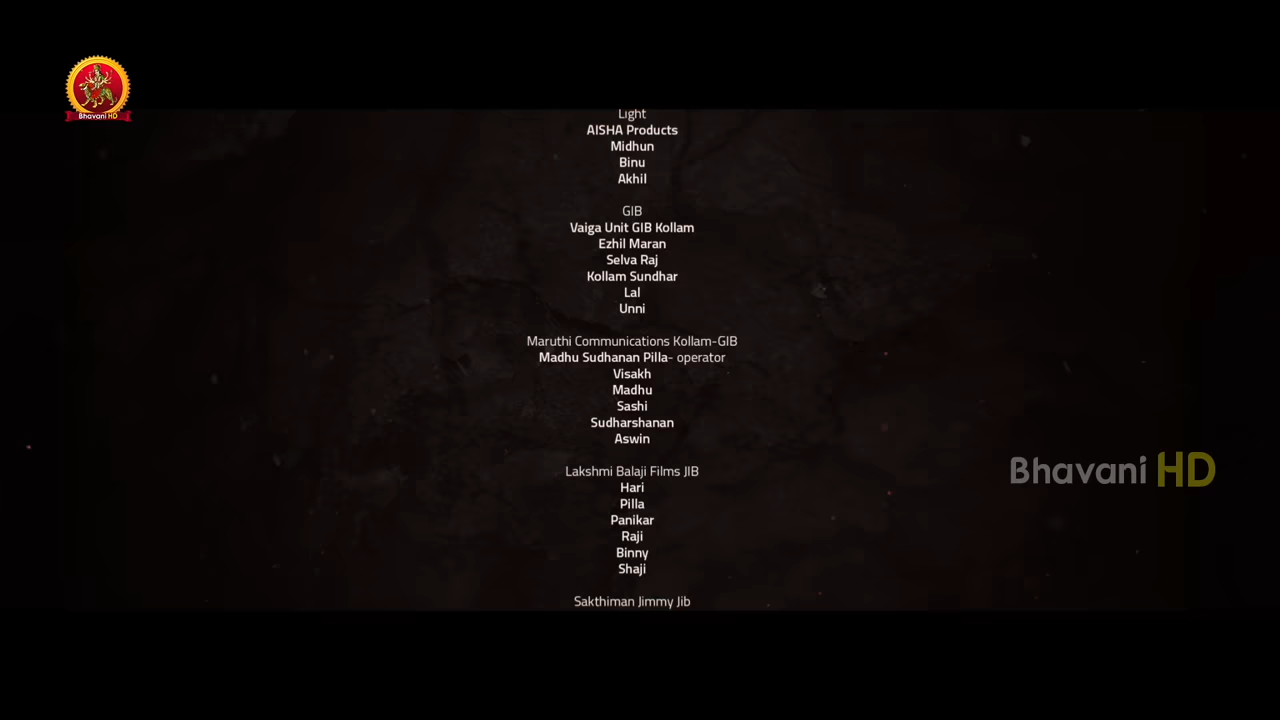 Bhavani HD
Light
AISHA Products
Midhun
Binu
Akhil
GIB
Vaiga Unit GIB Kollam
Ezhil Maran
Selva Raj
Kollam Sundhar
Lal
Unni
Maruthi Communications Kollam-GIB
Madhu Sudhanan Pilla- operator
Visakh
Madhu
Sashi
Sudharshanan
Aswin
Lakshmi Balaji Films JIB
Hari
Pilla
Panikar
Raji
Binny
Shaji
Sakthiman Jimmy Jib
Bhavani HD